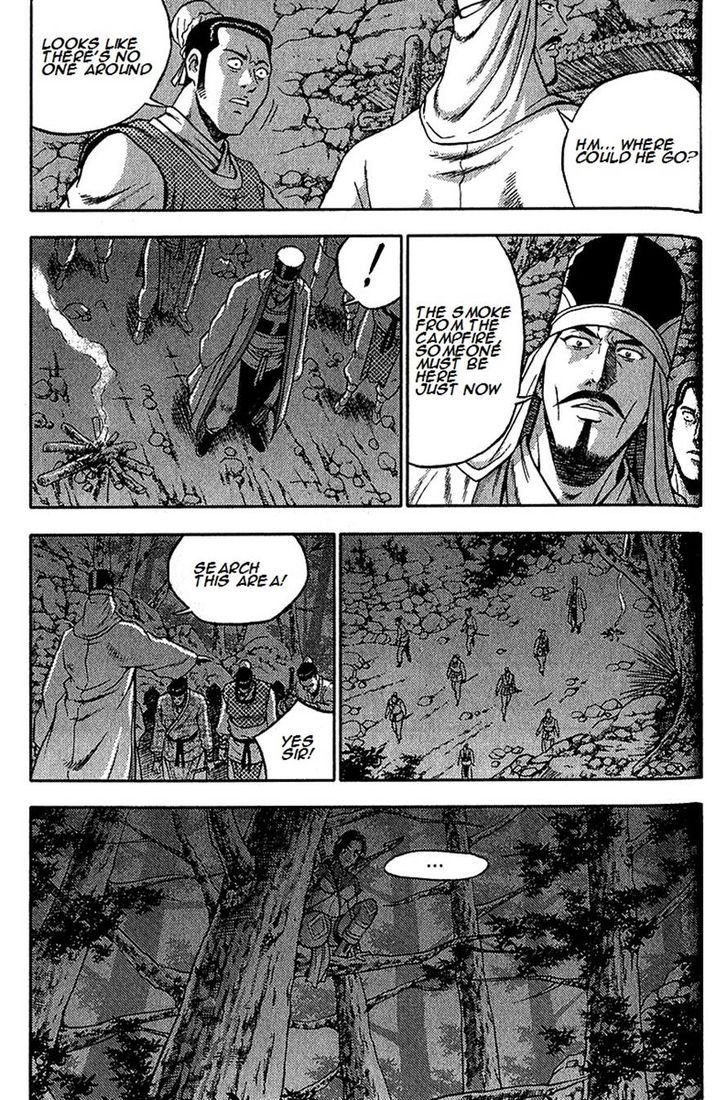 LOOKS LIKE
THERE'S NO
ONE AROUND
HM... WHERE
COULD HE GO?
!
THE SMOKE
FROM THE
CAMPFIRE,
SOMEONE
MUST BE
HERE
JUST NOW
SEARCH
THIS AREA!
YES
SIR!
...